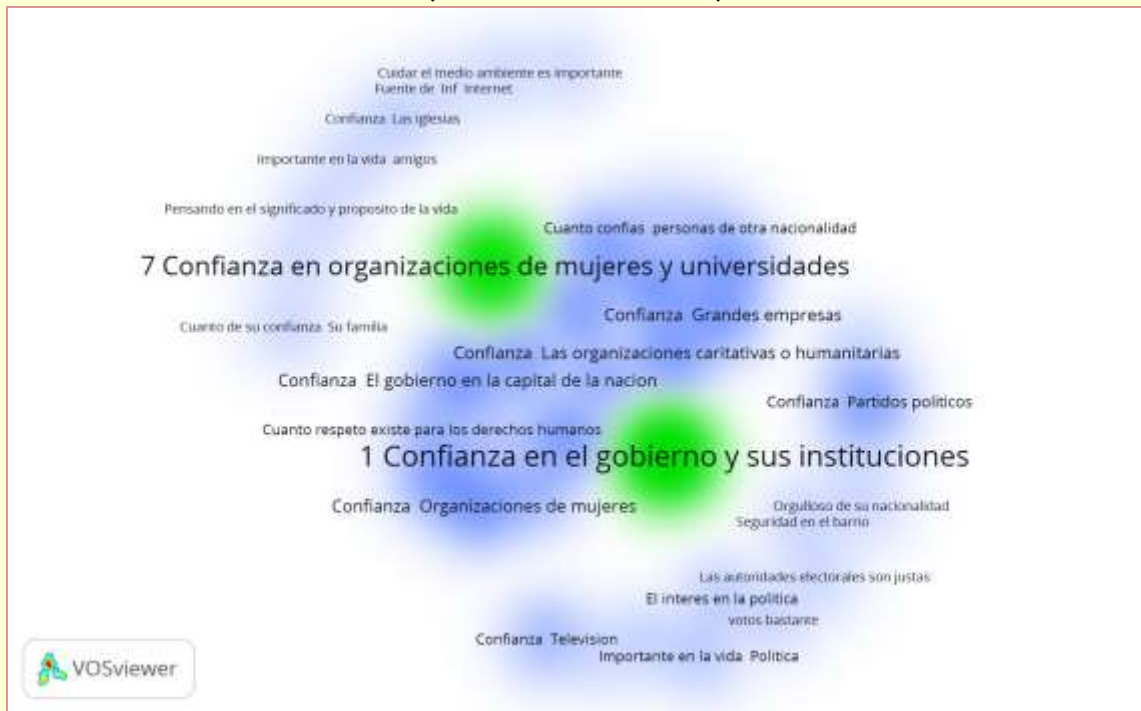 Cuidar el medio ambiente es importante
Fuente de Inf Internet
Confianza Las iglesias
Importante en la vida amigos
Pensando en el significado y proposito de la vida
Cuanto confias personas de otra nacionalidad
7 Confianza en organizaciones de mujeres y universidades
Confianza Grandes empresas
Cuanto de su confianza Su familia
Confianza Las organizaciones caritativas o humanitarias
Confianza El gobierno en la capital de la nacion
Confianza Partidos politicos
Cuanto respeto existe para los derechos humanos
1 Confianza en el gobierno y sus instituciones
Confianza Organizaciones de mujeres
Orgulloso de su nacionalidad
Seguridad en el barrio
Las autoridades electorales son justas
El interes en la politica
votos bastante
Confianza Television
Importante en la vida Politica
VOSviewer